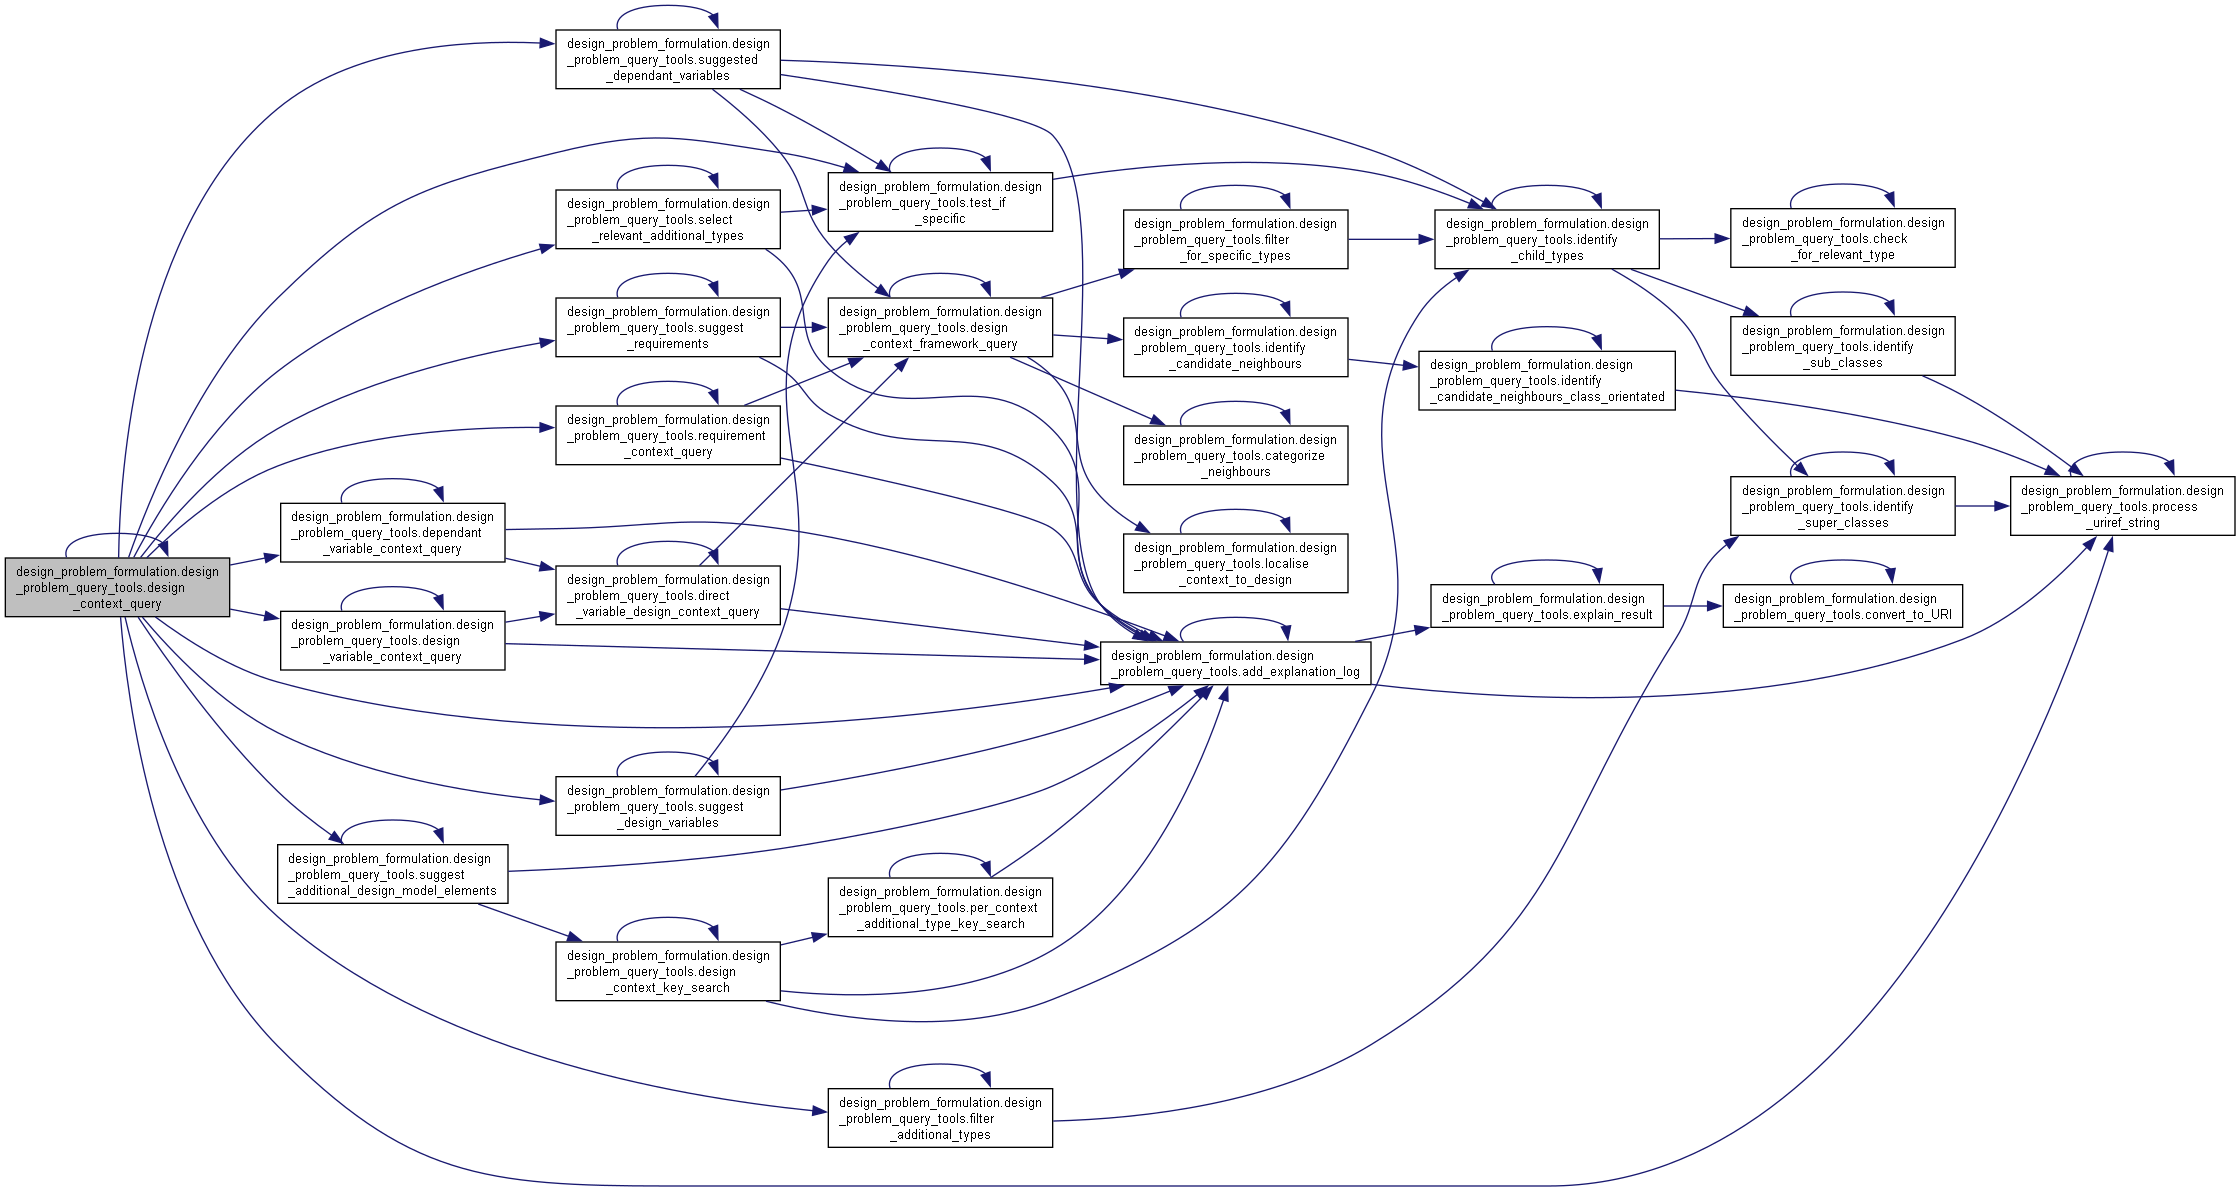 design_problem_formulation.design
_problem_query_tools.suggested
_dependant_variables
design_problem_formulation.design
_problem_query_tools.select
_relevant_additional_types
design_problem_formulation.design
_problem_query_tools.suggest
_requirements
design_problem_formulation.design
_problem_query_tools.requirement
_context_query
design_problem_formulation.design
_problem_query_tools.dependant
_variable_context_query
design_problem_formulation.design
_problem_query_tools.design
_context_query
design_problem_formulation.design
_problem_query_tools.design
_variable_context_query
design_problem_formulation.design
_problem_query_tools.direct
_variable_design_context_query
design_problem_formulation.design
_problem_query_tools.suggest
_design_variables
design_problem_formulation.design
_problem_query_tools.suggest
_additional_design_model_elements
design_problem_formulation.design
_problem_query_tools.design
_context_key_search
design_problem_formulation.design
_problem_query_tools.test_if
_specific
design_problem_formulation.design
_problem_query_tools.design
_context_framework_query
design_problem_formulation.design
_problem_query_tools.per_context
_additional_type_key_search
design_problem_formulation.design
_problem_query_tools.filter
_additional_types
design_problem_formulation.design
_problem_query_tools.filter
_for_specific_types
design_problem_formulation.design
_problem_query_tools.identify
_candidate_neighbours
design_problem_formulation.design
_problem_query_tools.categorize
_neighbours
design_problem_formulation.design
_problem_query_tools.localise
_context_to_design
design_problem_formulation.design
_problem_query_tools.add_explanation_log
design_problem_formulation.design
_problem_query_tools.identify
_child_types
design_problem_formulation.design
_problem_query_tools.identify
_candidate_neighbours_class_orientated
design_problem_formulation.design
_problem_query_tools.explain_result
design_problem_formulation.design
_problem_query_tools.check
_for_relevant_type
design_problem_formulation.design
_problem_query_tools.identify
_sub_classes
design_problem_formulation.design
_problem_query_tools.identify
_super_classes
design_problem_formulation.design
_problem_query_tools.convert_to_URI
design_problem_formulation.design
_problem_query_tools.process
_uriref_string